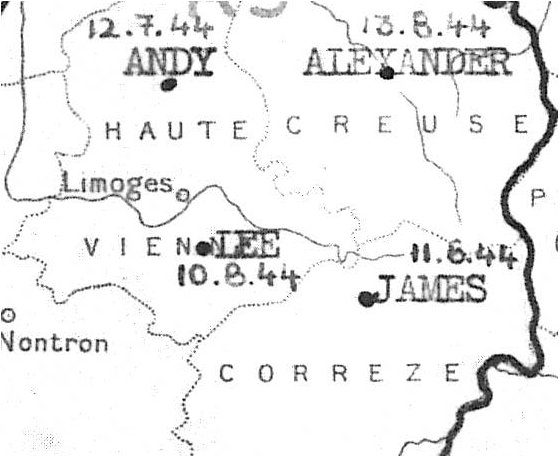 12.7.44
13.8.44
ANDY
ALEXANDER
HAUTE
CREUSE
Limoges
P
VIENN
LEE
10.8.44
11.8.44
JAMES
Nontron
CORREZE